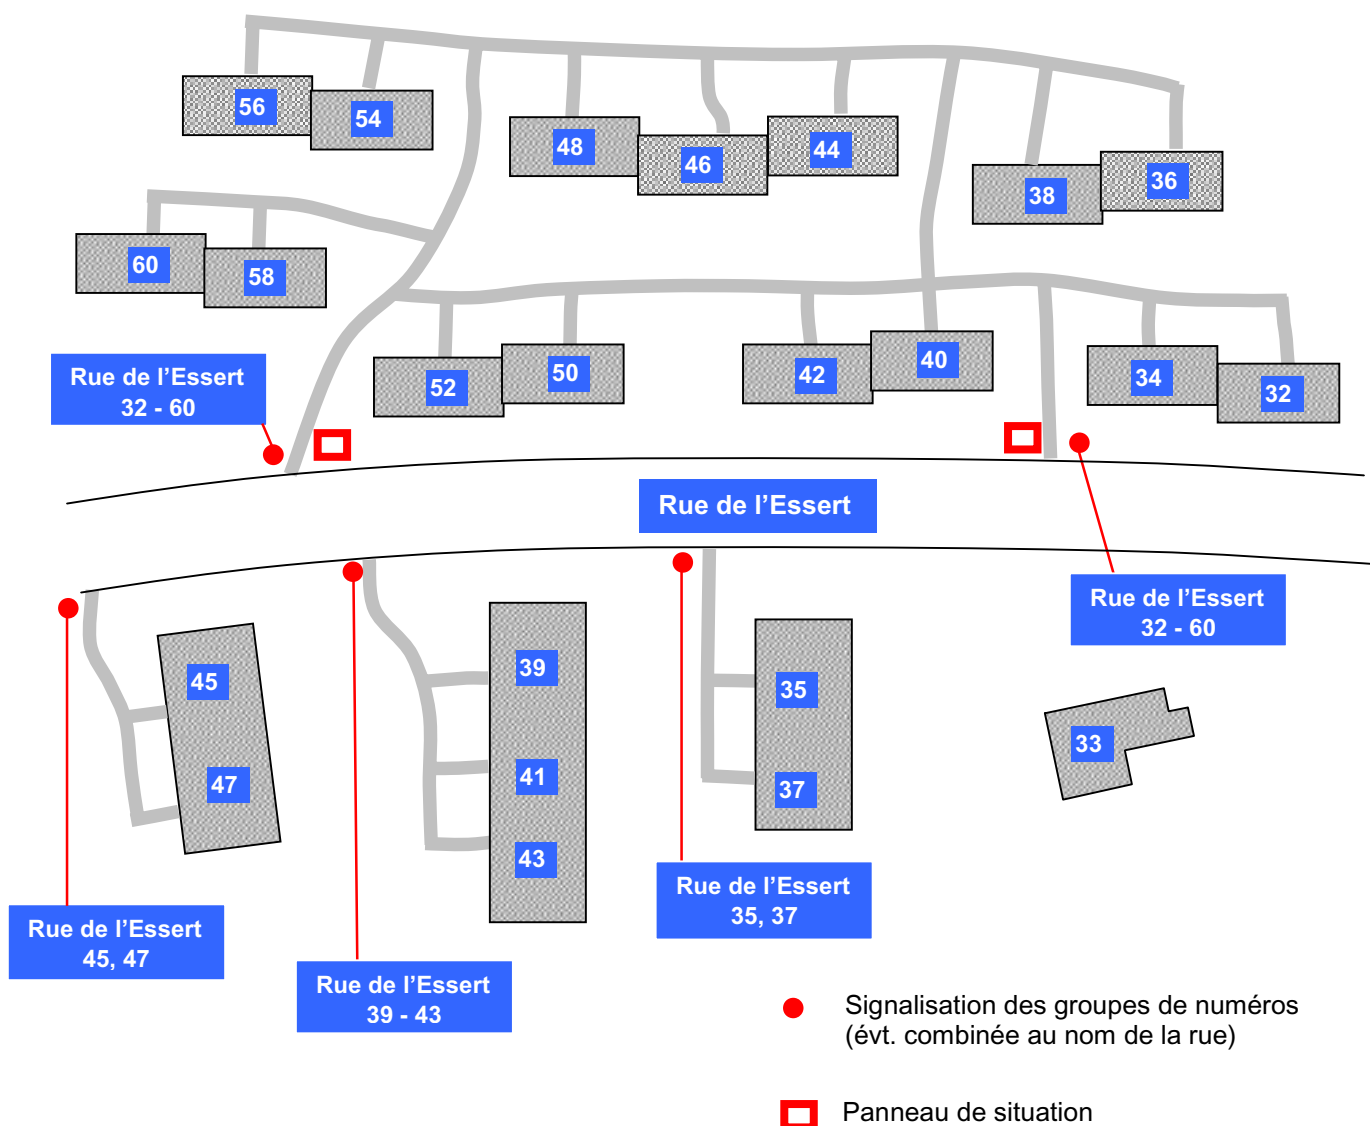 56
54
48
46
44
38
36
60
58
52
50
42
40
34
32
Rue de l’Essert
32 - 60
Rue de l’Essert
Rue de l’Essert
32 - 60
45
47
39
41
43
35
37
33
Rue de l’Essert
45, 47
Rue de l’Essert
39 - 43
Rue de l’Essert
35, 37
Signalisation des groupes de numéros
(évt. combinée au nom de la rue)
Panneau de situation